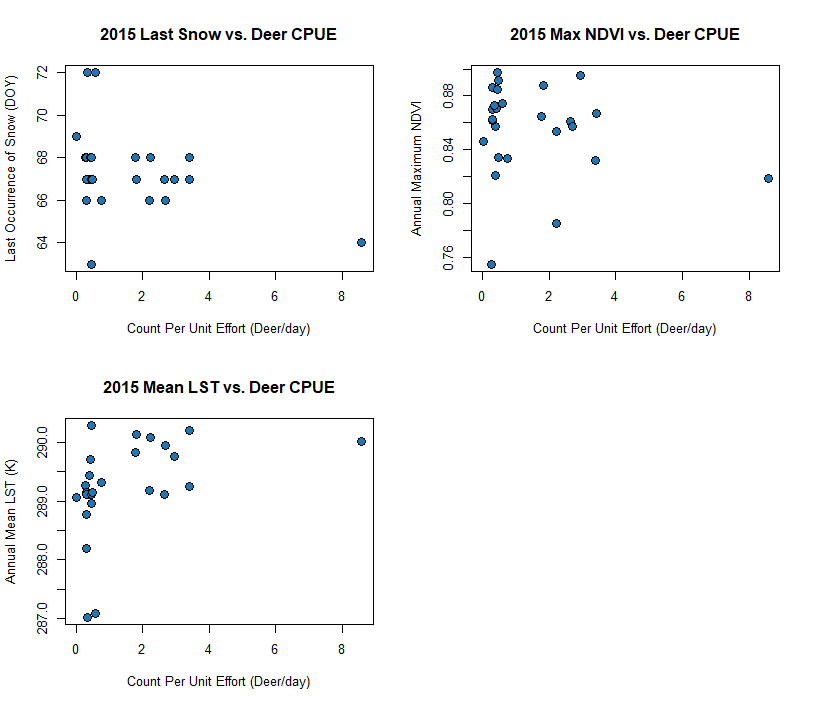 2015 Last Snow vs. Deer CPUE
Last Occurrence of Snow (DOY)
72
70
68
66
64
0 2 4 6 8
Count Per Unit Effort (Deer/day)
2015 Max NDVI vs. Deer CPUE
Annual Maximum NDVI
0.88
0.84
0.80
0.76
0 2 4 6 8
Count Per Unit Effort (Deer/day)
2015 Mean LST vs. Deer CPUE
Annual Mean LST (K)
290.0
289.0
288.0
287.0
0 2 4 6 8
Count Per Unit Effort (Deer/day)